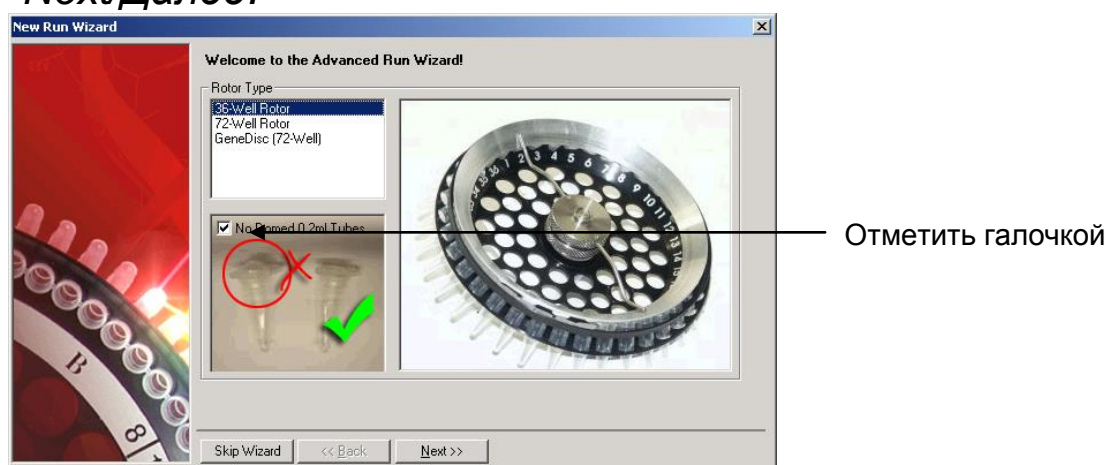 Next/Далее.
New Run Wizard
Welcome to the Advanced Run Wizard!
Rotor Type
36-Well Rotor
72-Well Rotor
GeneDisc (72-Well)
No Domed 0.2ml Tubes
Отметить галочкой
Skip Wizard
<< Back
Next >>